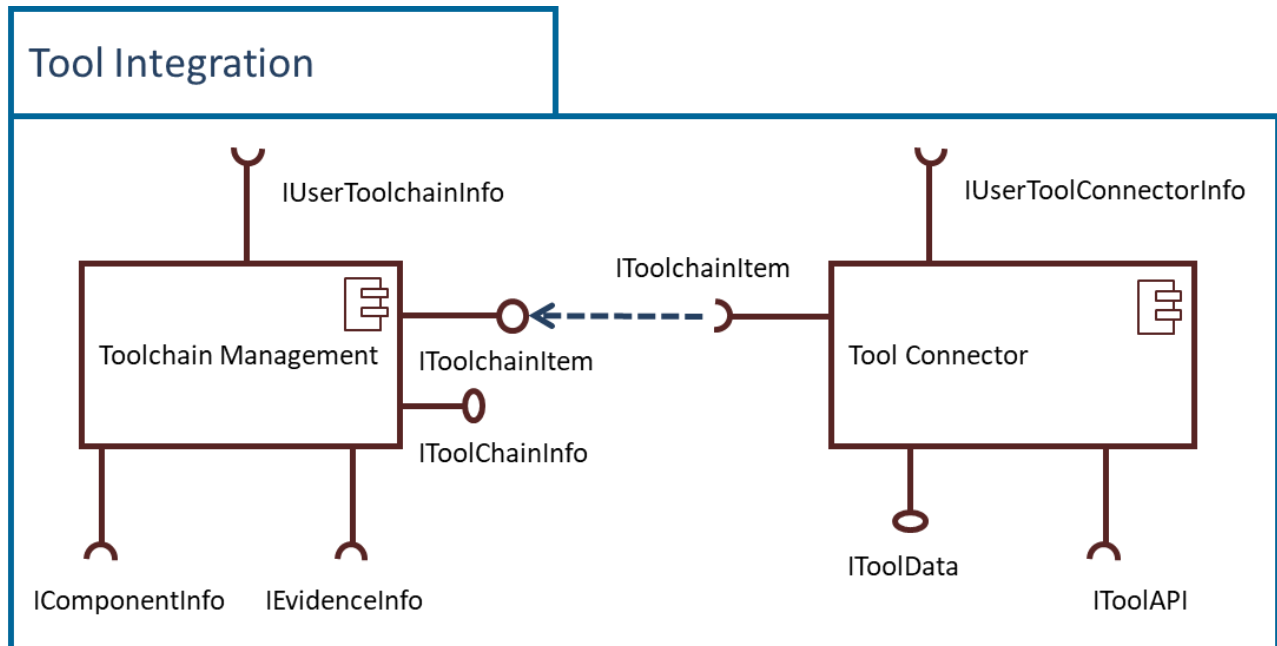 Tool Integration
IUserToolchainInfo
IUserToolConnectorInfo
IToolchainItem
Toolchain Management
IToolchainItem
Tool Connector
IToolChainInfo
IToolData
IComponentInfo
IEvidenceInfo
IToolAPI